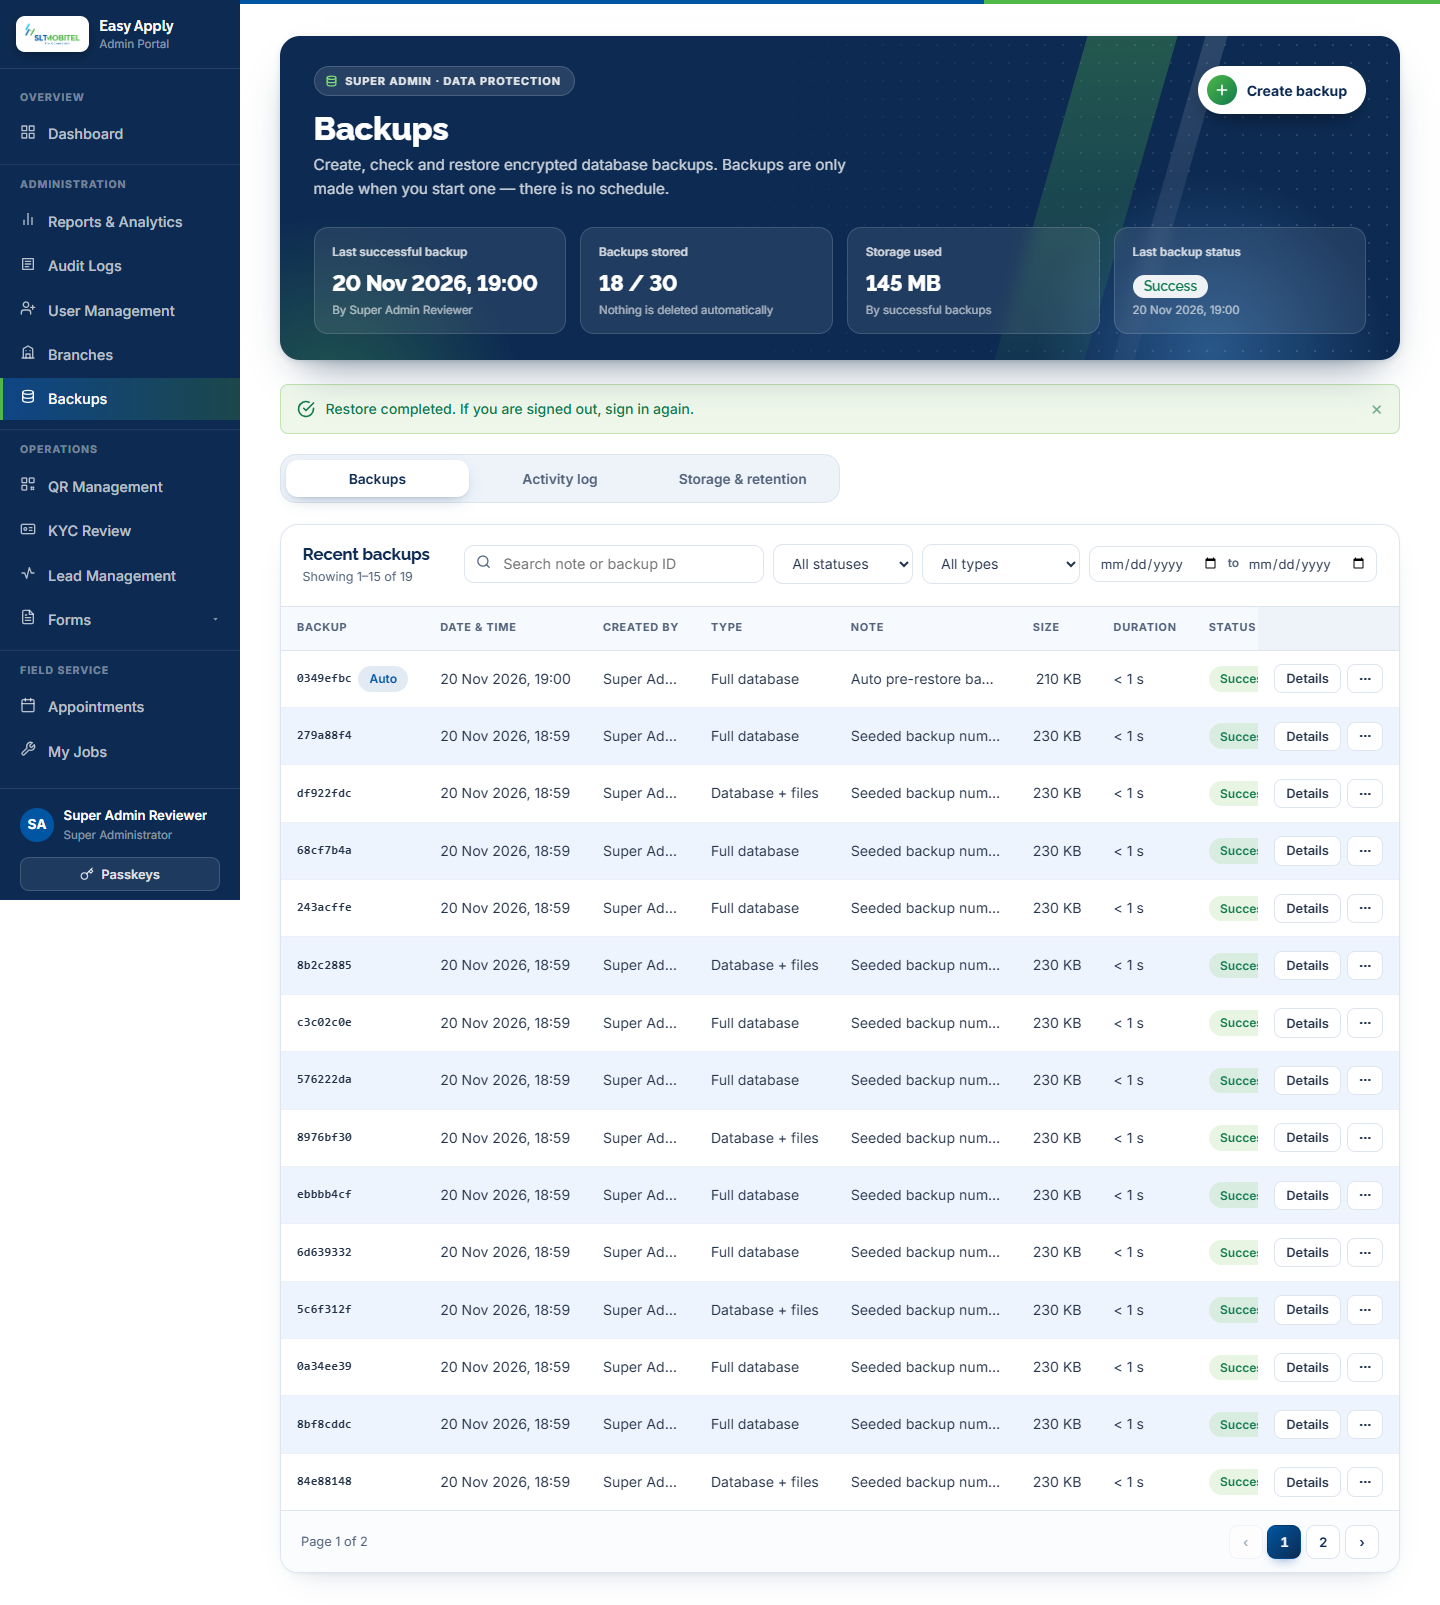 SLTMOBITEL
Easy Apply
Admin Portal
OVERVIEW
Dashboard
ADMINISTRATION
Reports & Analytics
Audit Logs
User Management
Branches
Backups
OPERATIONS
QR Management
KYC Review
Lead Management
Forms
FIELD SERVICE
Appointments
My Jobs
SA
Super Admin Reviewer
Super Administrator
Passkeys
SUPER ADMIN · DATA PROTECTION
Create backup
Backups
Create, check and restore encrypted database backups. Backups are only
made when you start one — there is no schedule.
Last successful backup
20 Nov 2026, 19:00
By Super Admin Reviewer
Backups stored
18 / 30
Nothing is deleted automatically
Storage used
145 MB
By successful backups
Last backup status
Success
20 Nov 2026, 19:00
Restore completed. If you are signed out, sign in again. ×
Backups Activity log Storage & retention
Recent backups
Showing 1–15 of 19
Search note or backup ID All statuses All types mm/dd/yyyy to mm/dd/yyyy
BACKUP DATE & TIME CREATED BY TYPE NOTE SIZE DURATION STATUS
0349efbc Auto 20 Nov 2026, 19:00 Super Ad... Full database Auto pre-restore ba... 210 KB < 1 s Succes Details ...
279a88f4 20 Nov 2026, 18:59 Super Ad... Full database Seeded backup num... 230 KB < 1 s Succes Details ...
df922fdc 20 Nov 2026, 18:59 Super Ad... Database + files Seeded backup num... 230 KB < 1 s Succes Details ...
68cf7b4a 20 Nov 2026, 18:59 Super Ad... Full database Seeded backup num... 230 KB < 1 s Succes Details ...
243acffe 20 Nov 2026, 18:59 Super Ad... Full database Seeded backup num... 230 KB < 1 s Succes Details ...
8b2c2885 20 Nov 2026, 18:59 Super Ad... Database + files Seeded backup num... 230 KB < 1 s Succes Details ...
c3c02c0e 20 Nov 2026, 18:59 Super Ad... Full database Seeded backup num... 230 KB < 1 s Succes Details ...
576222da 20 Nov 2026, 18:59 Super Ad... Full database Seeded backup num... 230 KB < 1 s Succes Details ...
8976bf30 20 Nov 2026, 18:59 Super Ad... Database + files Seeded backup num... 230 KB < 1 s Succes Details ...
ebbbb4cf 20 Nov 2026, 18:59 Super Ad... Full database Seeded backup num... 230 KB < 1 s Succes Details ...
6d639332 20 Nov 2026, 18:59 Super Ad... Full database Seeded backup num... 230 KB < 1 s Succes Details ...
5c6f312f 20 Nov 2026, 18:59 Super Ad... Database + files Seeded backup num... 230 KB < 1 s Succes Details ...
0a34ee39 20 Nov 2026, 18:59 Super Ad... Full database Seeded backup num... 230 KB < 1 s Succes Details ...
8bf8cddc 20 Nov 2026, 18:59 Super Ad... Full database Seeded backup num... 230 KB < 1 s Succes Details ...
84e88148 20 Nov 2026, 18:59 Super Ad... Database + files Seeded backup num... 230 KB < 1 s Succes Details ...
Page 1 of 2 ‹ 1 2 ›